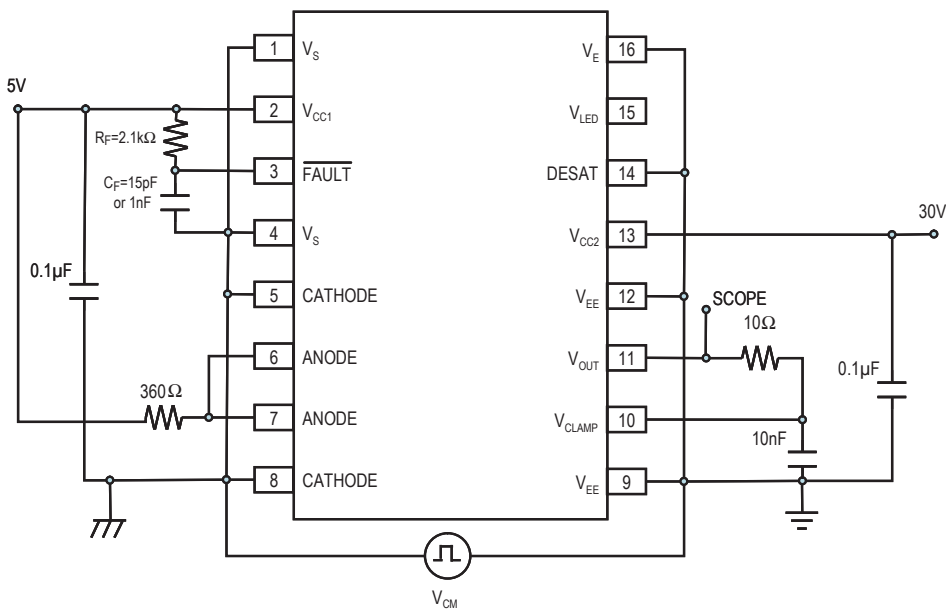 1 V_S
V_E 16
5V
2 V_CC1
V_LED 15
R_F=2.1kΩ
3 FAULT
DESAT 14
C_F=15pF
or 1nF
4 V_S
V_CC2 13
30V
0.1µF
5 CATHODE
V_EE 12
SCOPE
10Ω
6 ANODE
V_OUT 11
0.1µF
360Ω
7 ANODE
V_CLAMP 10
10nF
8 CATHODE
V_EE 9
V_CM